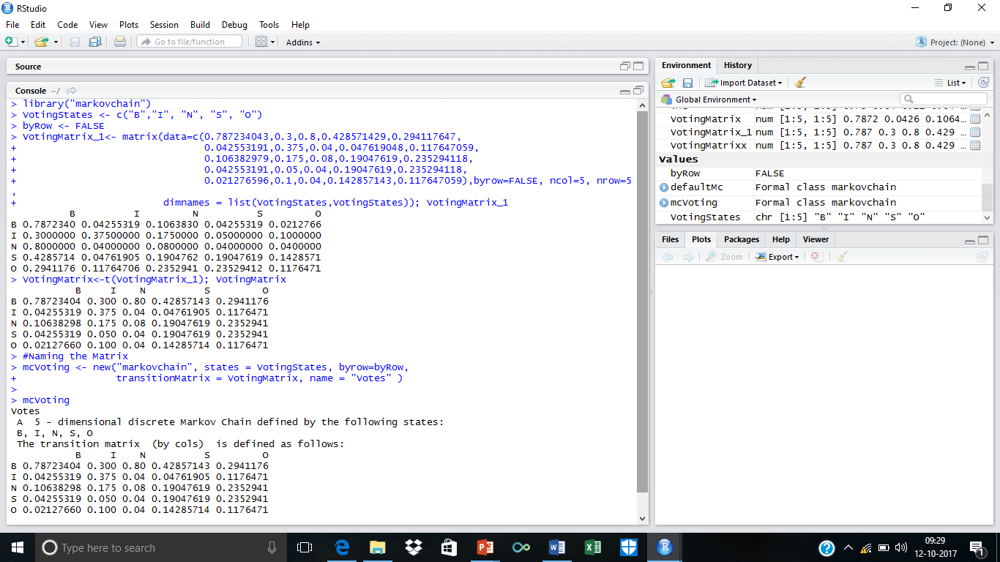 RStudio
File Edit Code View Plots Session Build Debug Tools Help
Go to file/function Addins Project: (None)
Source
Console ~/
> library("markovchain")
> VotingStates <- c("B","I", "N", "S", "O")
> byRow <- FALSE
> VotingMatrix_1<- matrix(data=c(0.787234043,0.3,0.8,0.428571429,0.294117647,
+ 0.042553191,0.375,0.04,0.047619048,0.117647059,
+ 0.106382979,0.175,0.08,0.19047619,0.235294118,
+ 0.042553191,0.05,0.04,0.19047619,0.235294118,
+ 0.021276596,0.1,0.04,0.142857143,0.117647059),byrow=FALSE, ncol=5, nrow=5
,
+ dimnames = list(VotingStates,VotingStates)); VotingMatrix_1
B I N S O
B 0.7872340 0.04255319 0.1063830 0.04255319 0.0212766
I 0.3000000 0.37500000 0.1750000 0.05000000 0.1000000
N 0.8000000 0.04000000 0.0800000 0.04000000 0.0400000
S 0.4285714 0.04761905 0.1904762 0.19047619 0.1428571
O 0.2941176 0.11764706 0.2352941 0.23529412 0.1176471
> VotingMatrix<-t(VotingMatrix_1); VotingMatrix
B I N S O
B 0.78723404 0.300 0.80 0.42857143 0.2941176
I 0.04255319 0.375 0.04 0.04761905 0.1176471
N 0.10638298 0.175 0.08 0.19047619 0.2352941
S 0.04255319 0.050 0.04 0.19047619 0.2352941
O 0.02127660 0.100 0.04 0.14285714 0.1176471
> #Naming the Matrix
> mcVoting <- new("markovchain", states = VotingStates, byrow=byRow,
+ transitionMatrix = VotingMatrix, name = "Votes" )
>
> mcVoting
Votes
A 5 - dimensional discrete Markov Chain defined by the following states:
B, I, N, S, O
The transition matrix (by cols) is defined as follows:
B I N S O
B 0.78723404 0.300 0.80 0.42857143 0.2941176
I 0.04255319 0.375 0.04 0.04761905 0.1176471
N 0.10638298 0.175 0.08 0.19047619 0.2352941
S 0.04255319 0.050 0.04 0.19047619 0.2352941
O 0.02127660 0.100 0.04 0.14285714 0.1176471
Environment History
Import Dataset List
Global Environment
VotingMatrix num [1:5, 1:5] 0.7872 0.0426 0.1064…
VotingMatrix_1 num [1:5, 1:5] 0.787 0.3 0.8 0.429 …
VotingMatrixx num [1:5, 1:5] 0.787 0.3 0.8 0.429 …
Values
byRow FALSE
defaultMc Formal class markovchain
mcVoting Formal class markovchain
VotingStates chr [1:5] "B" "I" "N" "S" "O"
Files Plots Packages Help Viewer
Zoom Export
Type here to search
09:29
12-10-2017
1